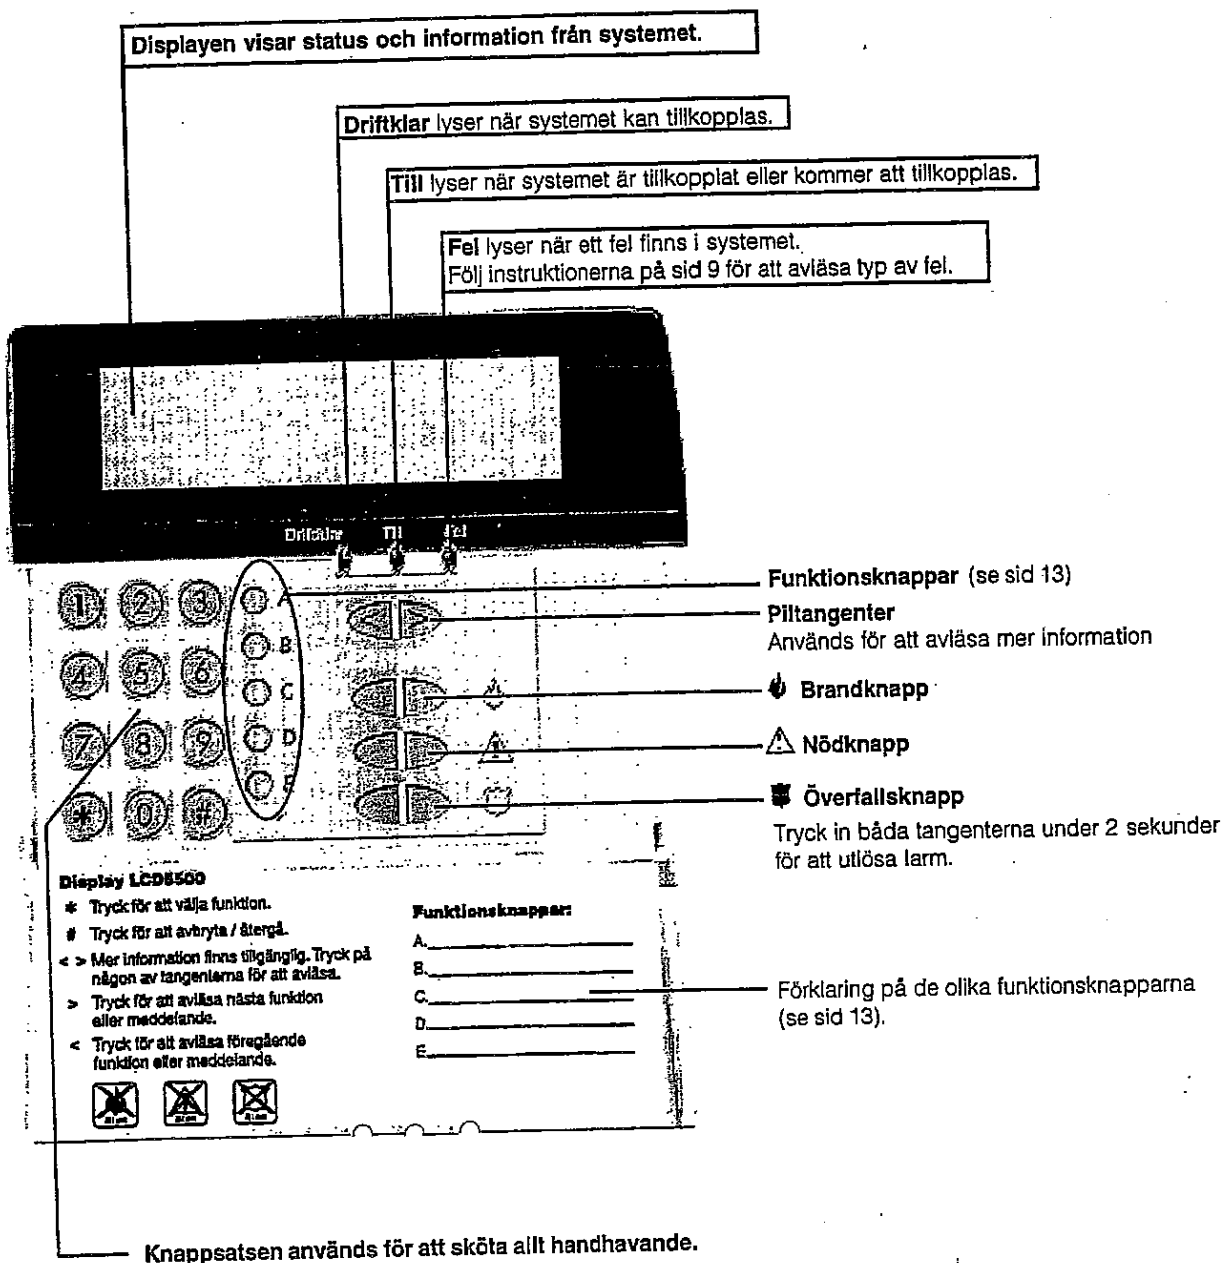 Displayen visar status och information från systemet.
Driftklar lyser när systemet kan tillkopplas.
Till lyser när systemet är tillkopplat eller kommer att tillkopplas.
Fel lyser när ett fel finns i systemet.
Följ instruktionerna på sid 9 för att avläsa typ av fel.
Driftklar Till Fel
1 2 3 A
B
4 5 6
C
7 8 9 D
E
* 0 #
Funktionsknappar (se sid 13)
Piltangenter
Används för att avläsa mer information
Brandknapp
Nödknapp
Överfallsknapp
Tryck in båda tangenterna under 2 sekunder
för att utlösa larm.
Display LCD5500
* Tryck för att välja funktion.
# Tryck för att avbryta / återgå.
< > Mer information finns tillgänglig. Tryck på
någon av tangenterna för att avläsa.
> Tryck för att avläsa nästa funktion
eller meddelande.
< Tryck för att avläsa föregående
funktion eller meddelande.
Funktionsknappar:
A.
B.
C.
D.
E.
Förklaring på de olika funktionsknapparna
(se sid 13).
Knappsatsen används för att sköta allt handhavande.